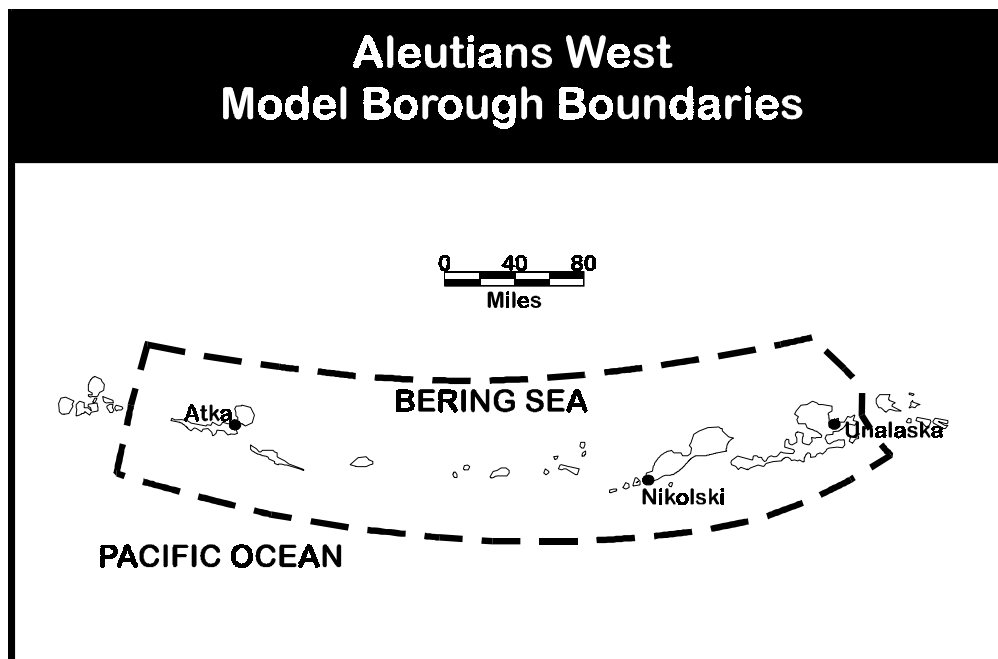 Aleutians West
Model Borough Boundaries
0 40 80
Miles
BERING SEA
Atka
Unalaska
Nikolski
PACIFIC OCEAN